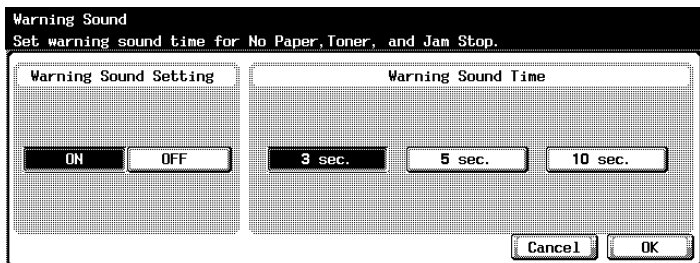 Warning Sound
Set warning sound time for No Paper,Toner, and Jam Stop.
Warning Sound Setting
Warning Sound Time
ON OFF 3 sec. 5 sec. 10 sec.
Cancel OK